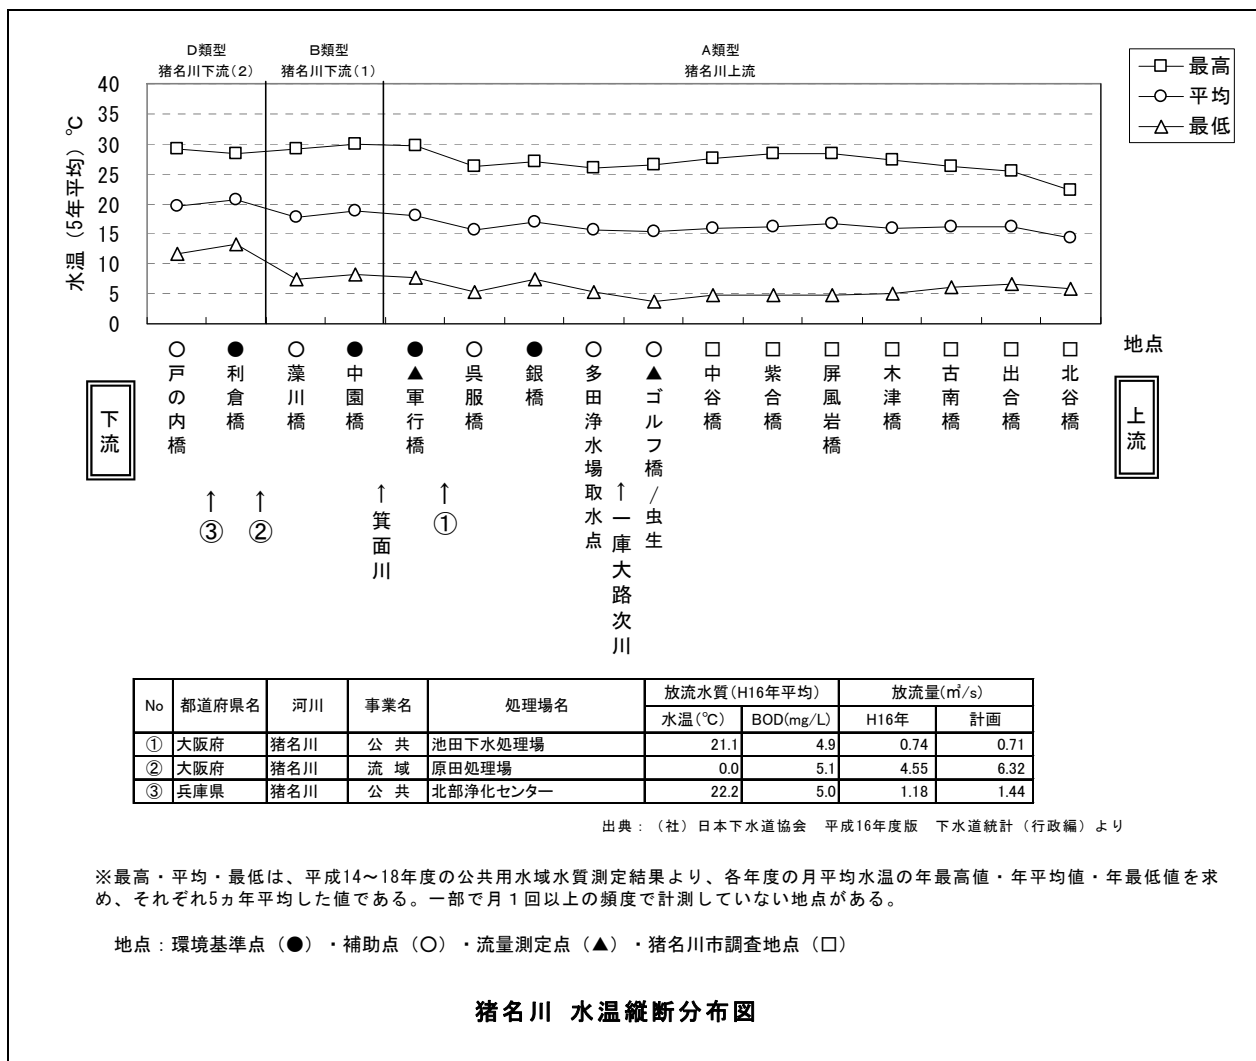 D類型
猪名川下流(2)
B類型
猪名川下流(1)
A類型
猪名川上流
最高
平均
最低
水温 (5年平均) ℃
40
35
30
25
20
15
10
5
0
地点
下流
上流
○戸の内橋
●利倉橋
○藻川橋
●中園橋
●▲軍行橋
○呉服橋
●銀橋
○多田浄水場取水点
○▲ゴルフ橋/虫生
□中谷橋
□紫合橋
□屏風岩橋
□木津橋
□古南橋
□出合橋
□北谷橋
↑③
↑②
↑箕面川
↑①
↑一庫大路次川
No 都道府県名 河川 事業名 処理場名 放流水質(H16年平均) 放流量(㎥/s)
水温(℃) BOD(mg/L) H16年 計画
① 大阪府 猪名川 公 共 池田下水処理場 21.1 4.9 0.74 0.71
② 大阪府 猪名川 流 域 原田処理場 0.0 5.1 4.55 6.32
③ 兵庫県 猪名川 公 共 北部浄化センター 22.2 5.0 1.18 1.44
出典：（社）日本下水道協会 平成16年度版 下水道統計（行政編）より
※最高・平均・最低は、平成14～18年度の公共用水域水質測定結果より、各年度の月平均水温の年最高値・年平均値・年最低値を求
め、それぞれ5ヵ年平均した値である。一部で月１回以上の頻度で計測していない地点がある。
地点：環境基準点（●）・補助点（○）・流量測定点（▲）・猪名川市調査地点（□）
猪名川 水温縦断分布図